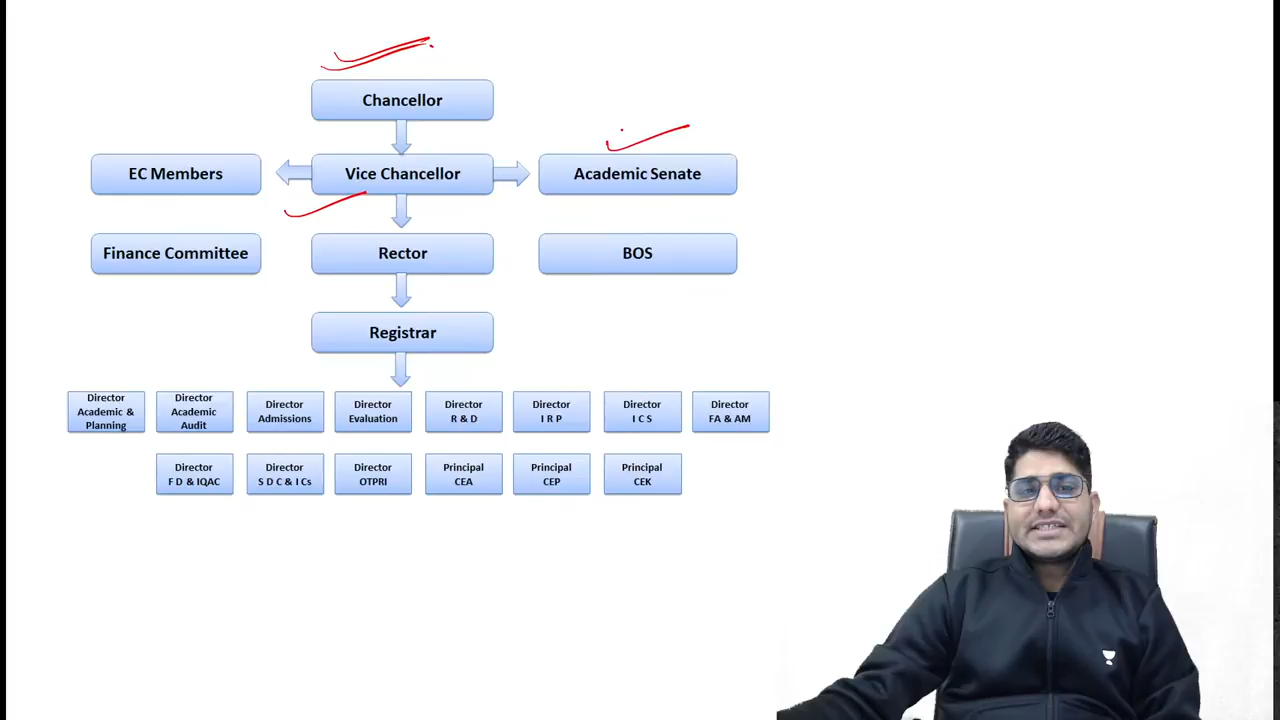 Chancellor
EC Members
Vice Chancellor
Academic Senate
Finance Committee
Rector
BOS
Registrar
Director
Academic &
Planning
Director
Academic
Audit
Director
Admissions
Director
Evaluation
Director
R & D
Director
I R P
Director
I C S
Director
FA & AM
Director
F D & IQAC
Director
S D C & I Cs
Director
OTPRI
Principal
CEA
Principal
CEP
Principal
CEK